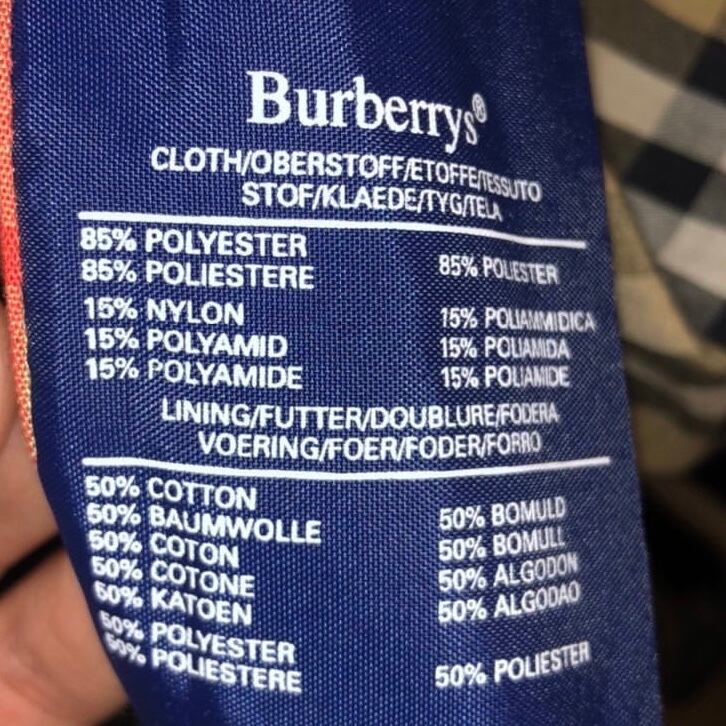 Burberrys®
CLOTH/OBERSTOFF/ETOFFE/TESSUTO
STOF/KLAEDE/TYG/TELA
85% POLYESTER
85% POLIESTERE
85% POLIESTER
15% NYLON
15% POLYAMID
15% POLYAMIDE
15% POLIAMMIDICA
15% POLIAMIDA
15% POLIAMIDE
LINING/FUTTER/DOUBLURE/FODERA
VOERING/FOER/FODER/FORRO
50% COTTON
50% BAUMWOLLE
50% COTON
50% COTONE
50% KATOEN
50% BOMULD
50% BOMULL
50% ALGODON
50% ALGODAO
50% POLYESTER
50% POLIESTERE
50% POLIESTER